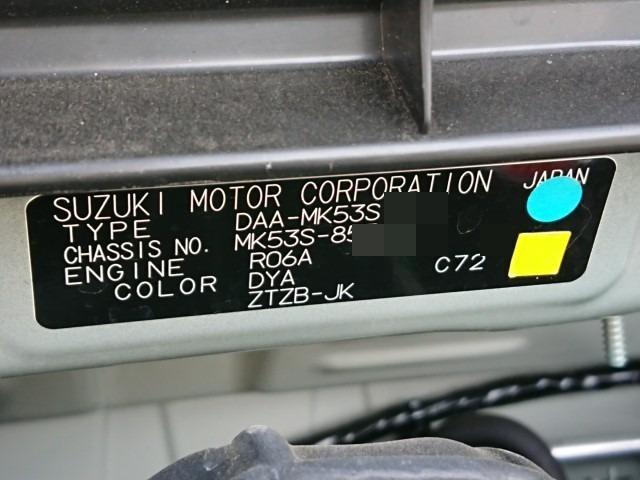 SUZUKI MOTOR CORPORATION JAPAN
TYPE DAA-MK53S
CHASSIS NO. MK53S-85
ENGINE R06A C72
COLOR DYA
ZTZB-JK